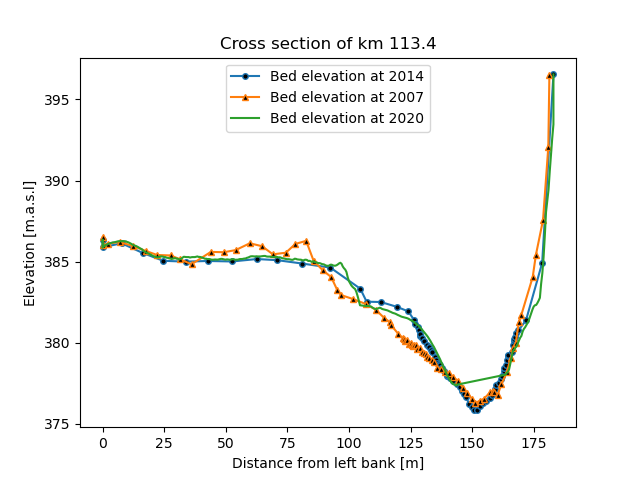 Cross section of km 113.4
Bed elevation at 2014
Bed elevation at 2007
Bed elevation at 2020
395
390
385
380
375
Elevation [m.a.s.l]
0 25 50 75 100 125 150 175
Distance from left bank [m]